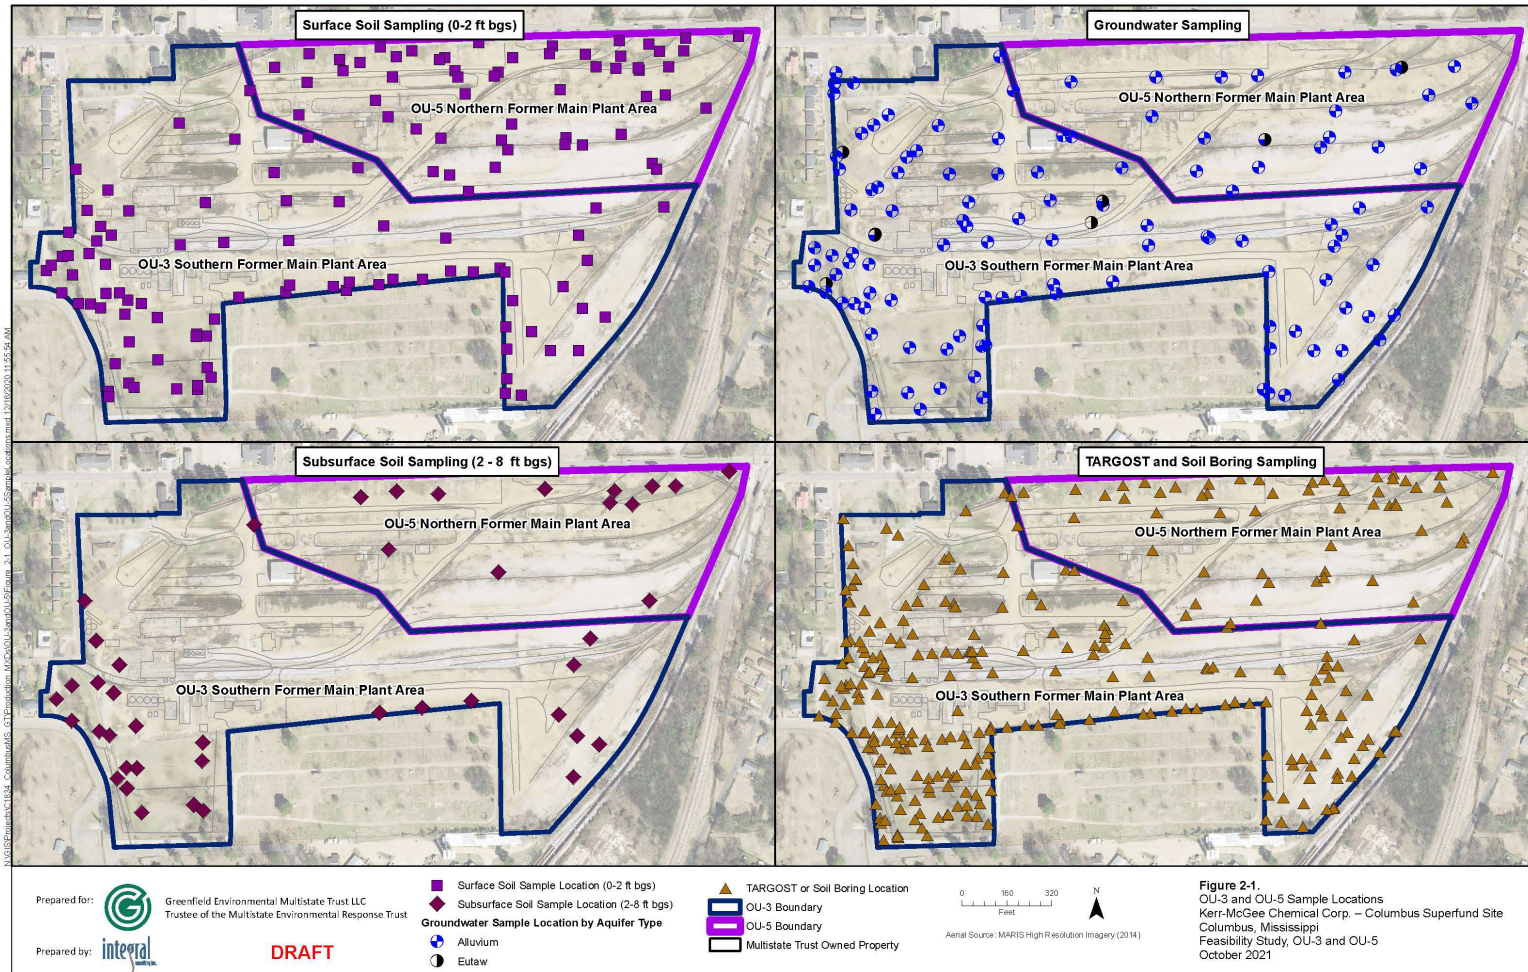 Surface Soil Sampling (0-2 ft bgs)
OU-5 Northern Former Main Plant Area
OU-3 Southern Former Main Plant Area
Groundwater Sampling
OU-5 Northern Former Main Plant Area
OU-3 Southern Former Main Plant Area
Subsurface Soil Sampling (2 - 8 ft bgs)
OU-5 Northern Former Main Plant Area
OU-3 Southern Former Main Plant Area
TARGOST and Soil Boring Sampling
OU-5 Northern Former Main Plant Area
OU-3 Southern Former Main Plant Area
Prepared for:
Greenfield Environmental Multistate Trust LLC
Trustee of the Multistate Environmental Response Trust
Prepared by:
integral
consulting inc.
DRAFT
Surface Soil Sample Location (0-2 ft bgs)
Subsurface Soil Sample Location (2-8 ft bgs)
Groundwater Sample Location by Aquifer Type
Alluvium
Eutaw
TARGOST or Soil Boring Location
OU-3 Boundary
OU-5 Boundary
Multistate Trust Owned Property
0 160 320
Feet
N
Aerial Source: MARIS High Resolution Imagery (2014)
Figure 2-1.
OU-3 and OU-5 Sample Locations
Kerr-McGee Chemical Corp. – Columbus Superfund Site
Columbus, Mississippi
Feasibility Study, OU-3 and OU-5
October 2021